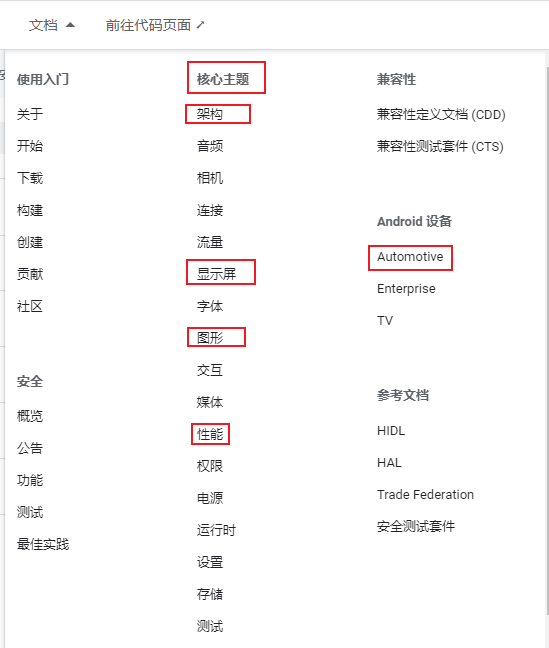 文档 前往代码页面
使用入门
关于
开始
下载
构建
创建
贡献
社区
安全
概览
公告
功能
测试
最佳实践
核心主题
架构
音频
相机
连接
流量
显示屏
字体
图形
交互
媒体
性能
权限
电源
运行时
设置
存储
测试
兼容性
兼容性定义文档 (CDD)
兼容性测试套件 (CTS)
Android 设备
Automotive
Enterprise
TV
参考文档
HIDL
HAL
Trade Federation
安全测试套件